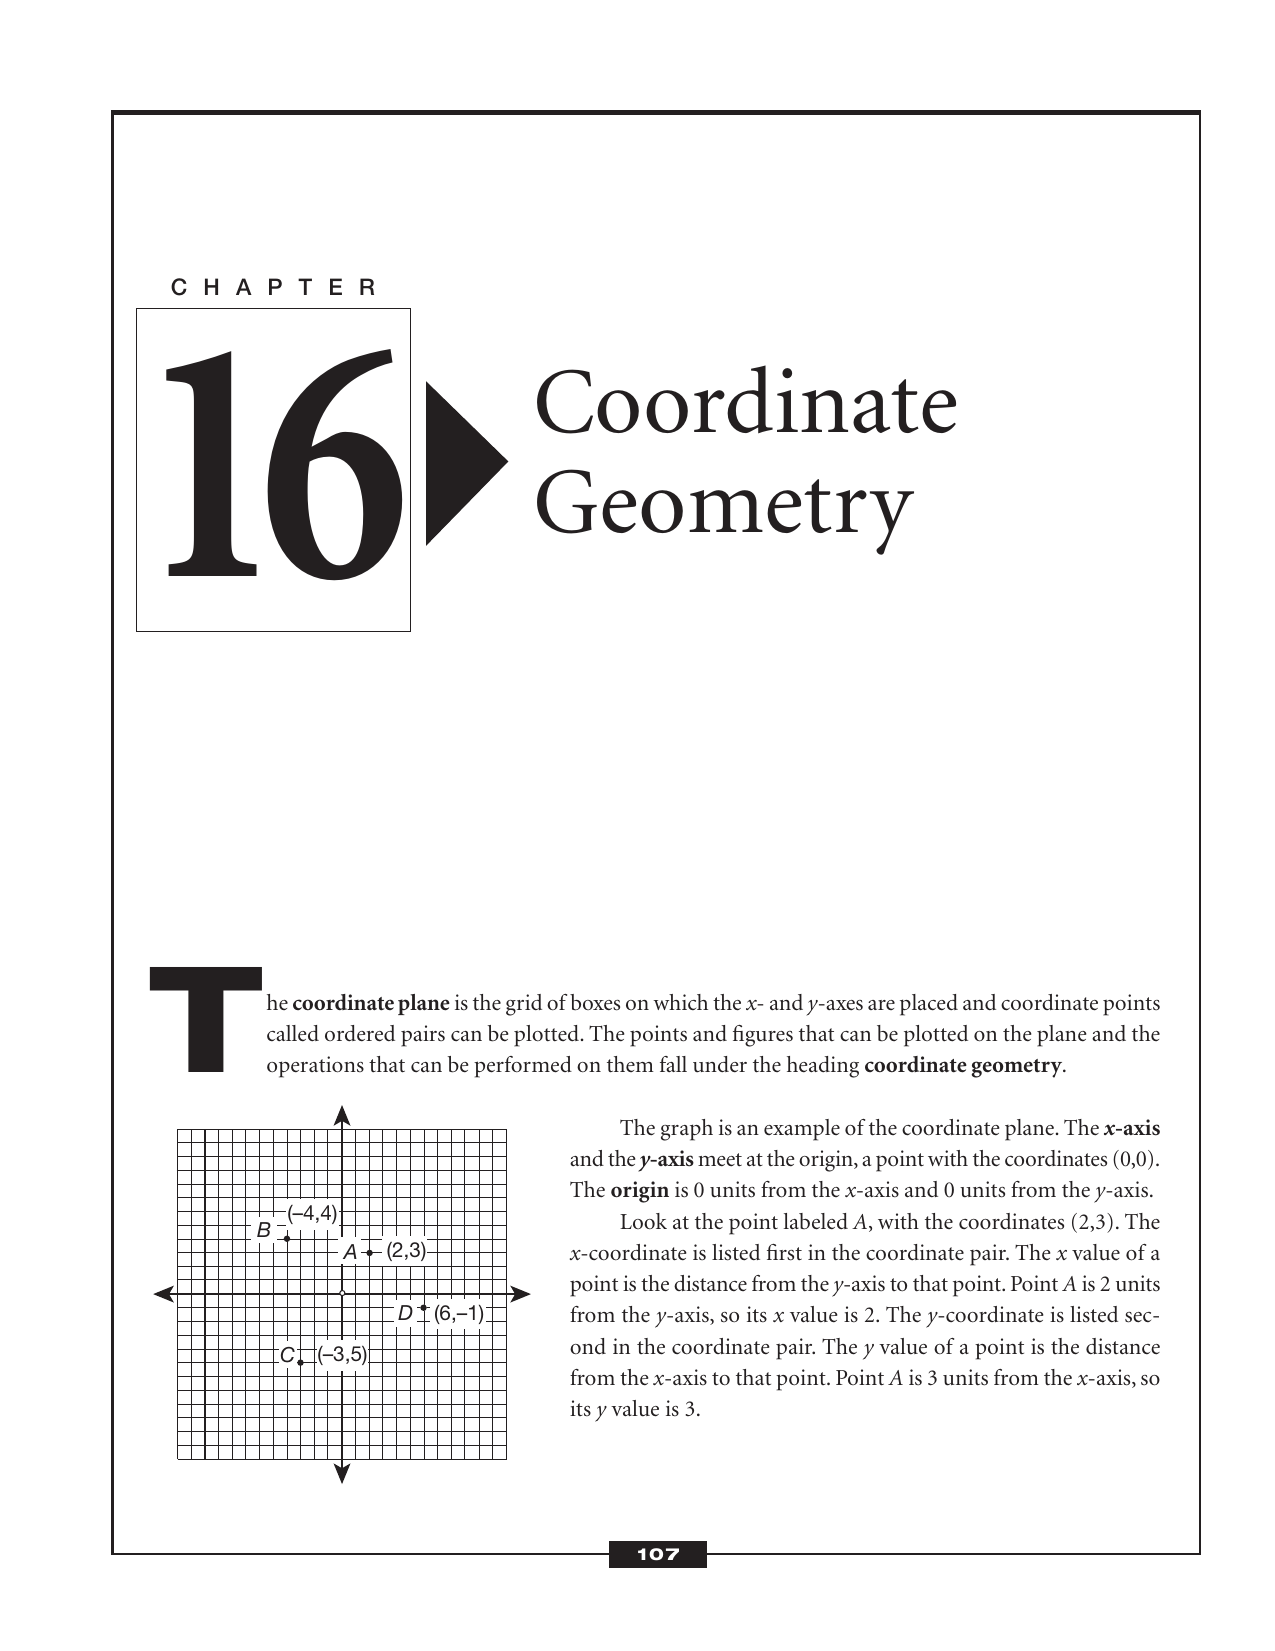 CHAPTER
16
Coordinate
Geometry
The coordinate plane is the grid of boxes on which the x- and y-axes are placed and coordinate points
called ordered pairs can be plotted. The points and figures that can be plotted on the plane and the
operations that can be performed on them fall under the heading coordinate geometry.
(–4,4)
B
A (2,3)
D (6,–1)
C (–3,5)
The graph is an example of the coordinate plane. The x-axis
and the y-axis meet at the origin, a point with the coordinates (0,0).
The origin is 0 units from the x-axis and 0 units from the y-axis.
Look at the point labeled A, with the coordinates (2,3). The
x-coordinate is listed first in the coordinate pair. The x value of a
point is the distance from the y-axis to that point. Point A is 2 units
from the y-axis, so its x value is 2. The y-coordinate is listed sec-
ond in the coordinate pair. The y value of a point is the distance
from the x-axis to that point. Point A is 3 units from the x-axis, so
its y value is 3.
107